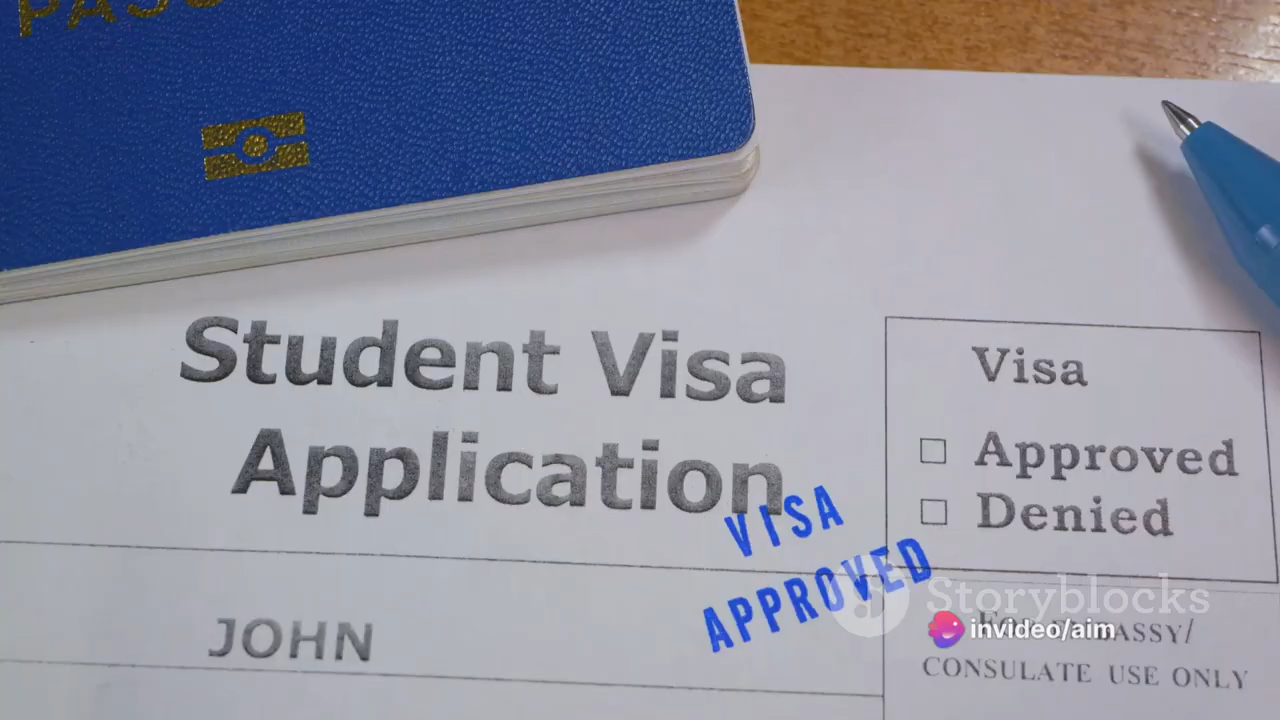 Student Visa
Application
Visa
☐ Approved
☐ Denied
VISA
APPROVED
JOHN
Storyblocks
invideo/aim
CONSULATE USE ONLY